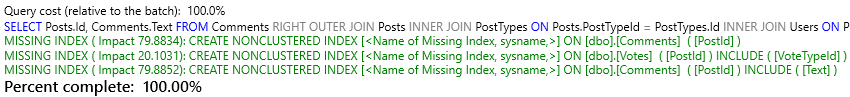 Query cost (relative to the batch):  100.0%
SELECT Posts.Id, Comments.Text FROM Comments RIGHT OUTER JOIN Posts INNER JOIN PostTypes ON Posts.PostTypeId = PostTypes.Id INNER JOIN Users ON P
MISSING INDEX ( Impact 79.8834): CREATE NONCLUSTERED INDEX [<Name of Missing Index, sysname,>] ON [dbo].[Comments]  ( [PostId] )
MISSING INDEX ( Impact 20.1031): CREATE NONCLUSTERED INDEX [<Name of Missing Index, sysname,>] ON [dbo].[Votes]  ( [PostId] ) INCLUDE ( [VoteTypeId] )
MISSING INDEX ( Impact 79.8852): CREATE NONCLUSTERED INDEX [<Name of Missing Index, sysname,>] ON [dbo].[Comments]  ( [PostId] ) INCLUDE ( [Text] )
Percent complete:  100.00%